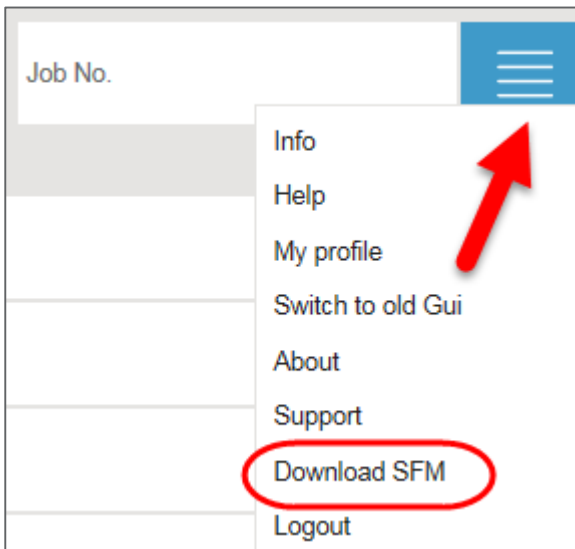 Job No.
Info
Help
My profile
Switch to old Gui
About
Support
Download SFM
Logout